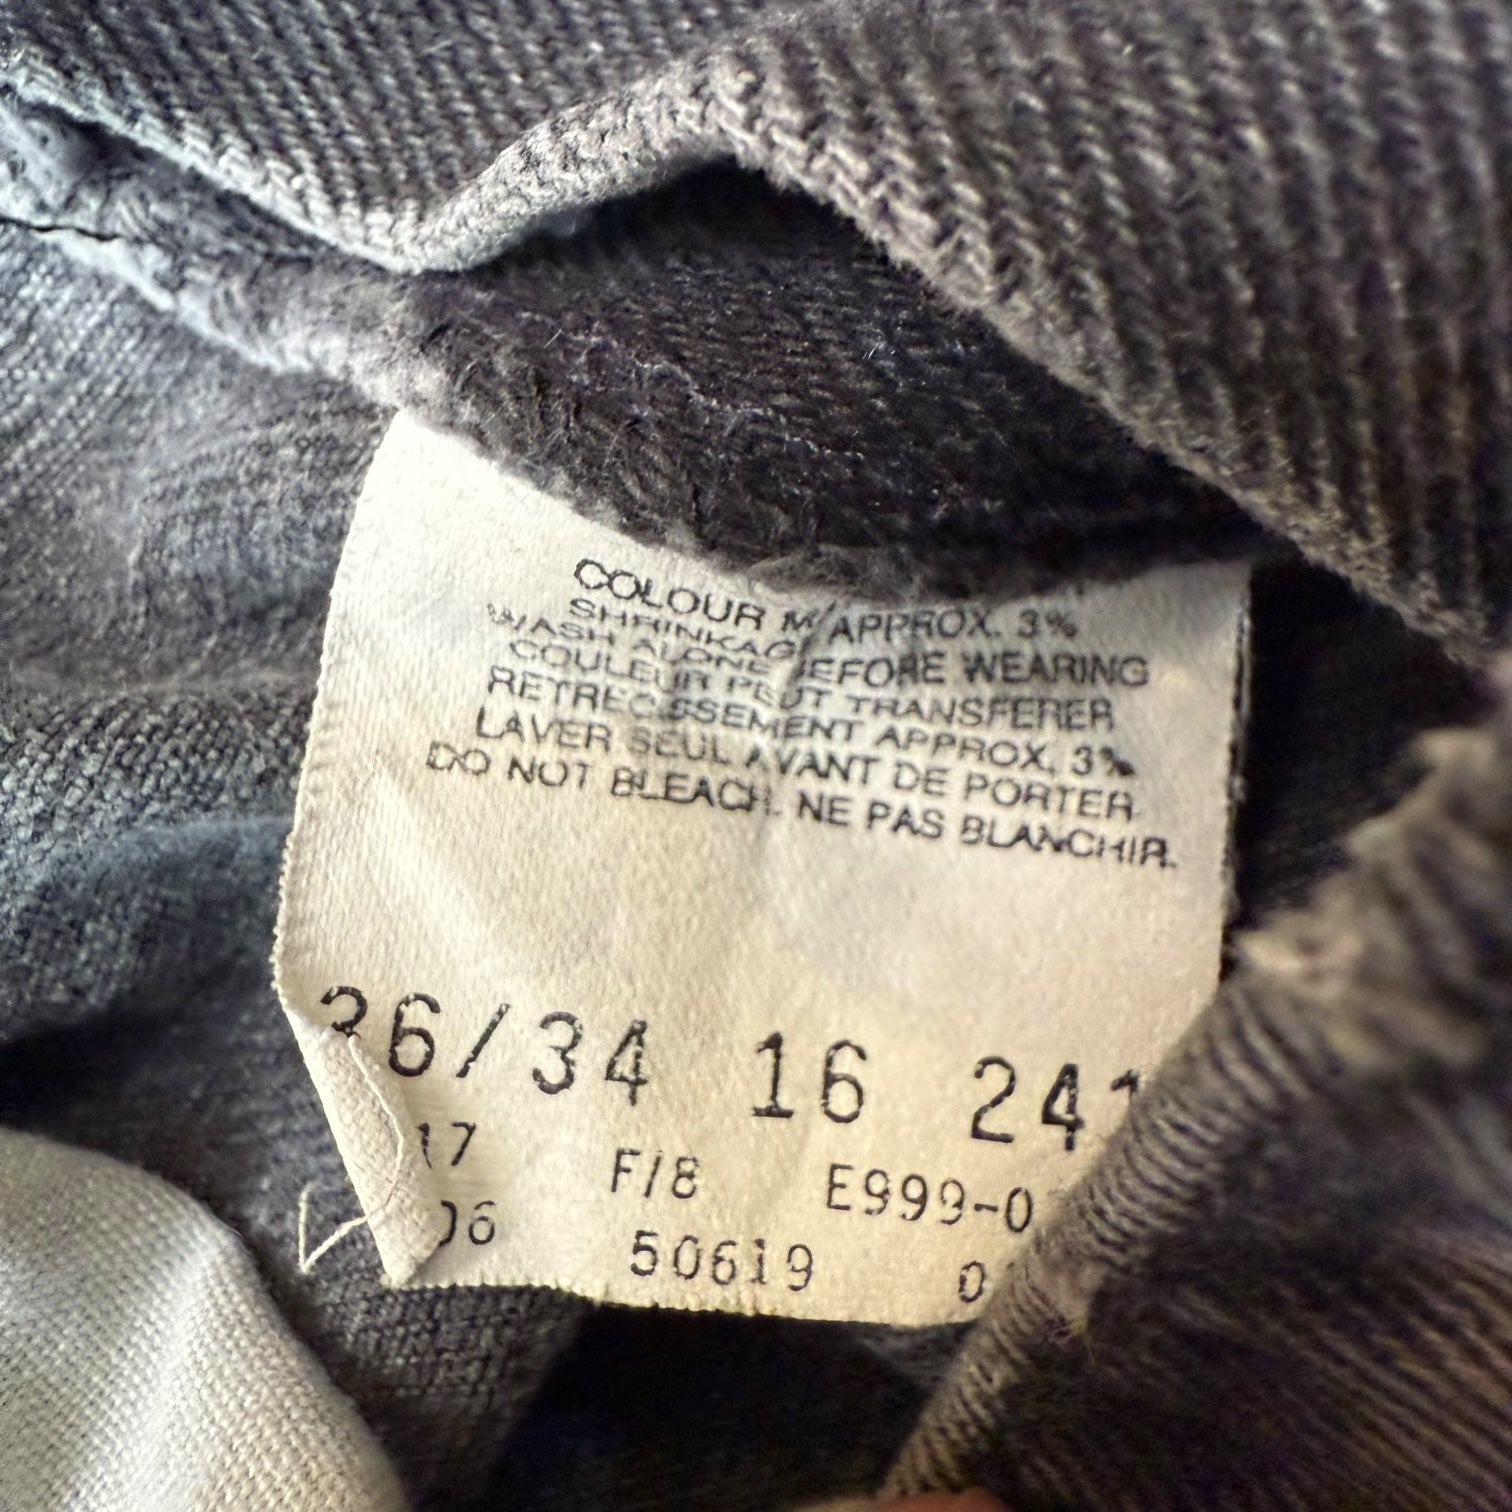 COLOUR
SHRINKAGE APPROX. 3%
WASH ALONE BEFORE WEARING
COULEUR PEUT TRANSFERER
RETRECISSEMENT APPROX. 3%
LAVER SEUL AVANT DE PORTER
DO NOT BLEACH. NE PAS BLANCHIR.
36/34 16 241
17 F/8 E999-0
06 50619 0